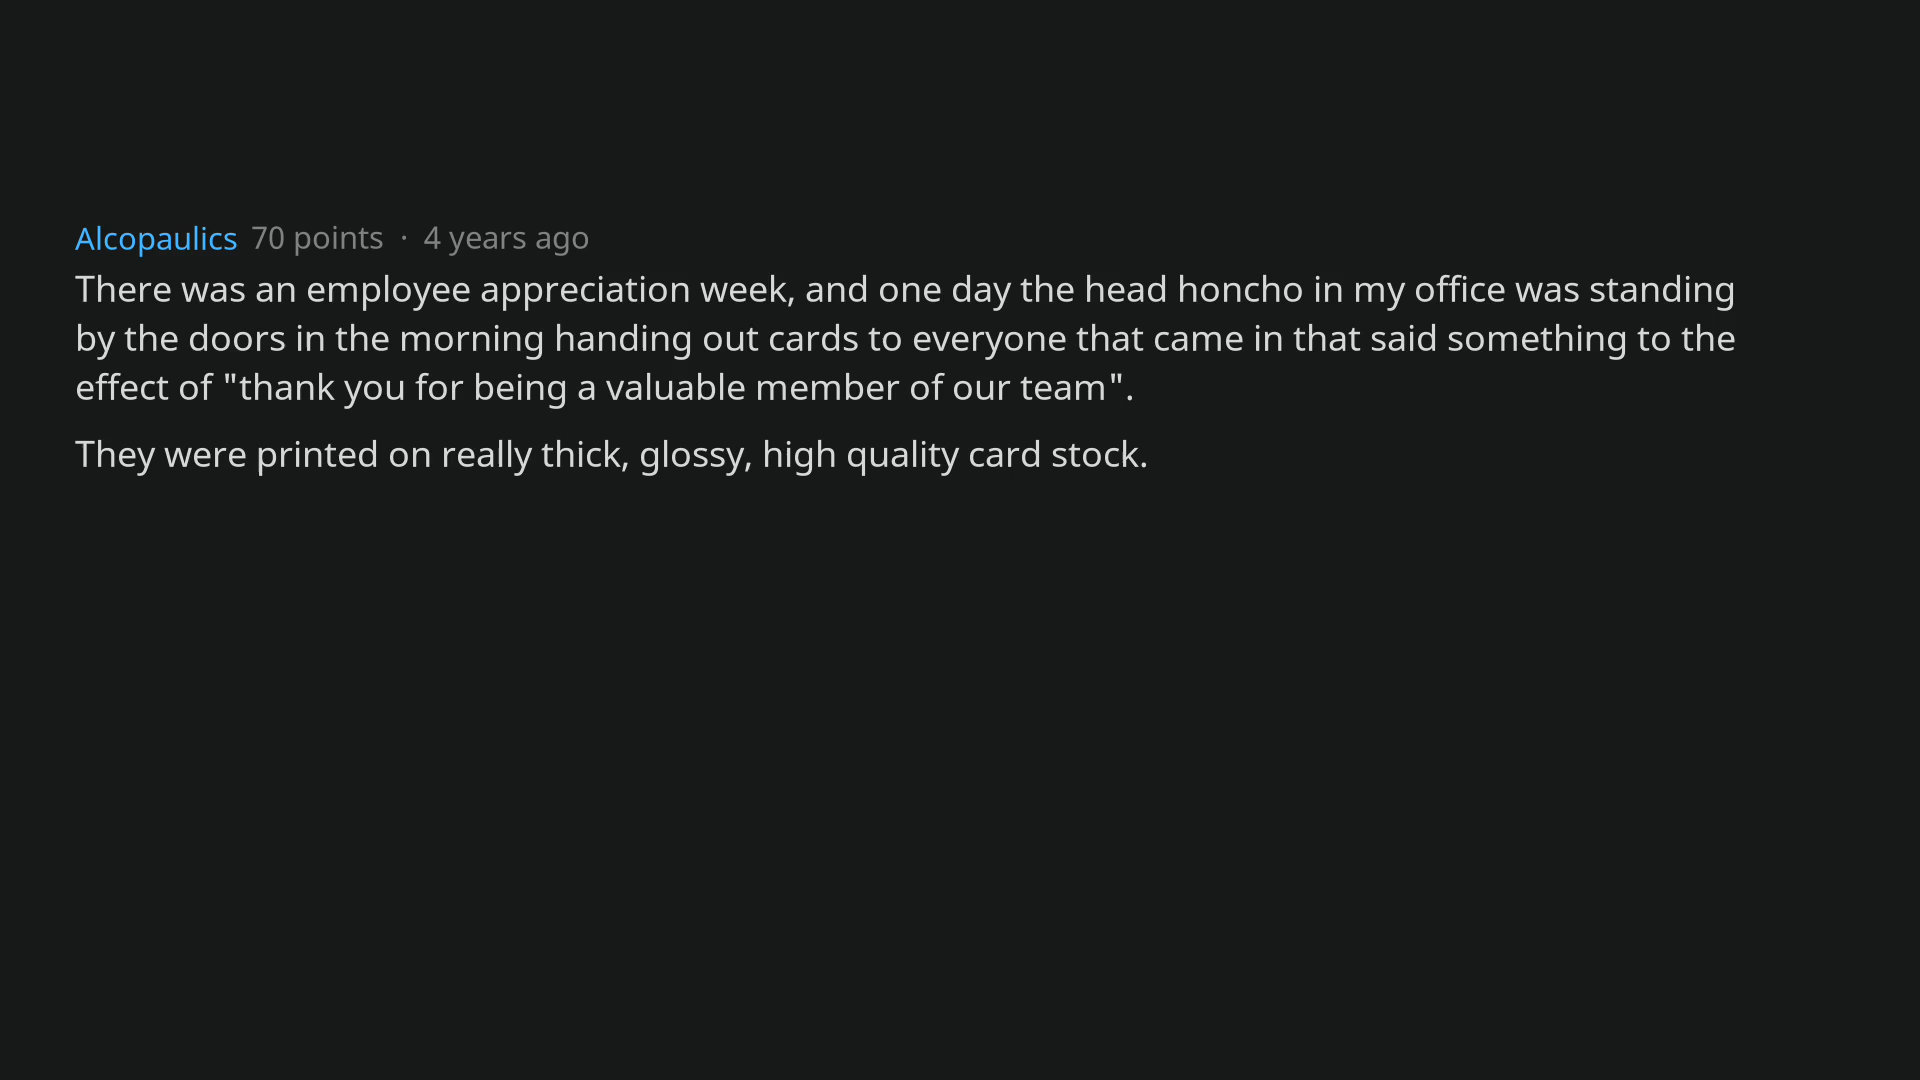 Alcopaulics 70 points · 4 years ago
There was an employee appreciation week, and one day the head honcho in my office was standing
by the doors in the morning handing out cards to everyone that came in that said something to the
effect of "thank you for being a valuable member of our team".
They were printed on really thick, glossy, high quality card stock.